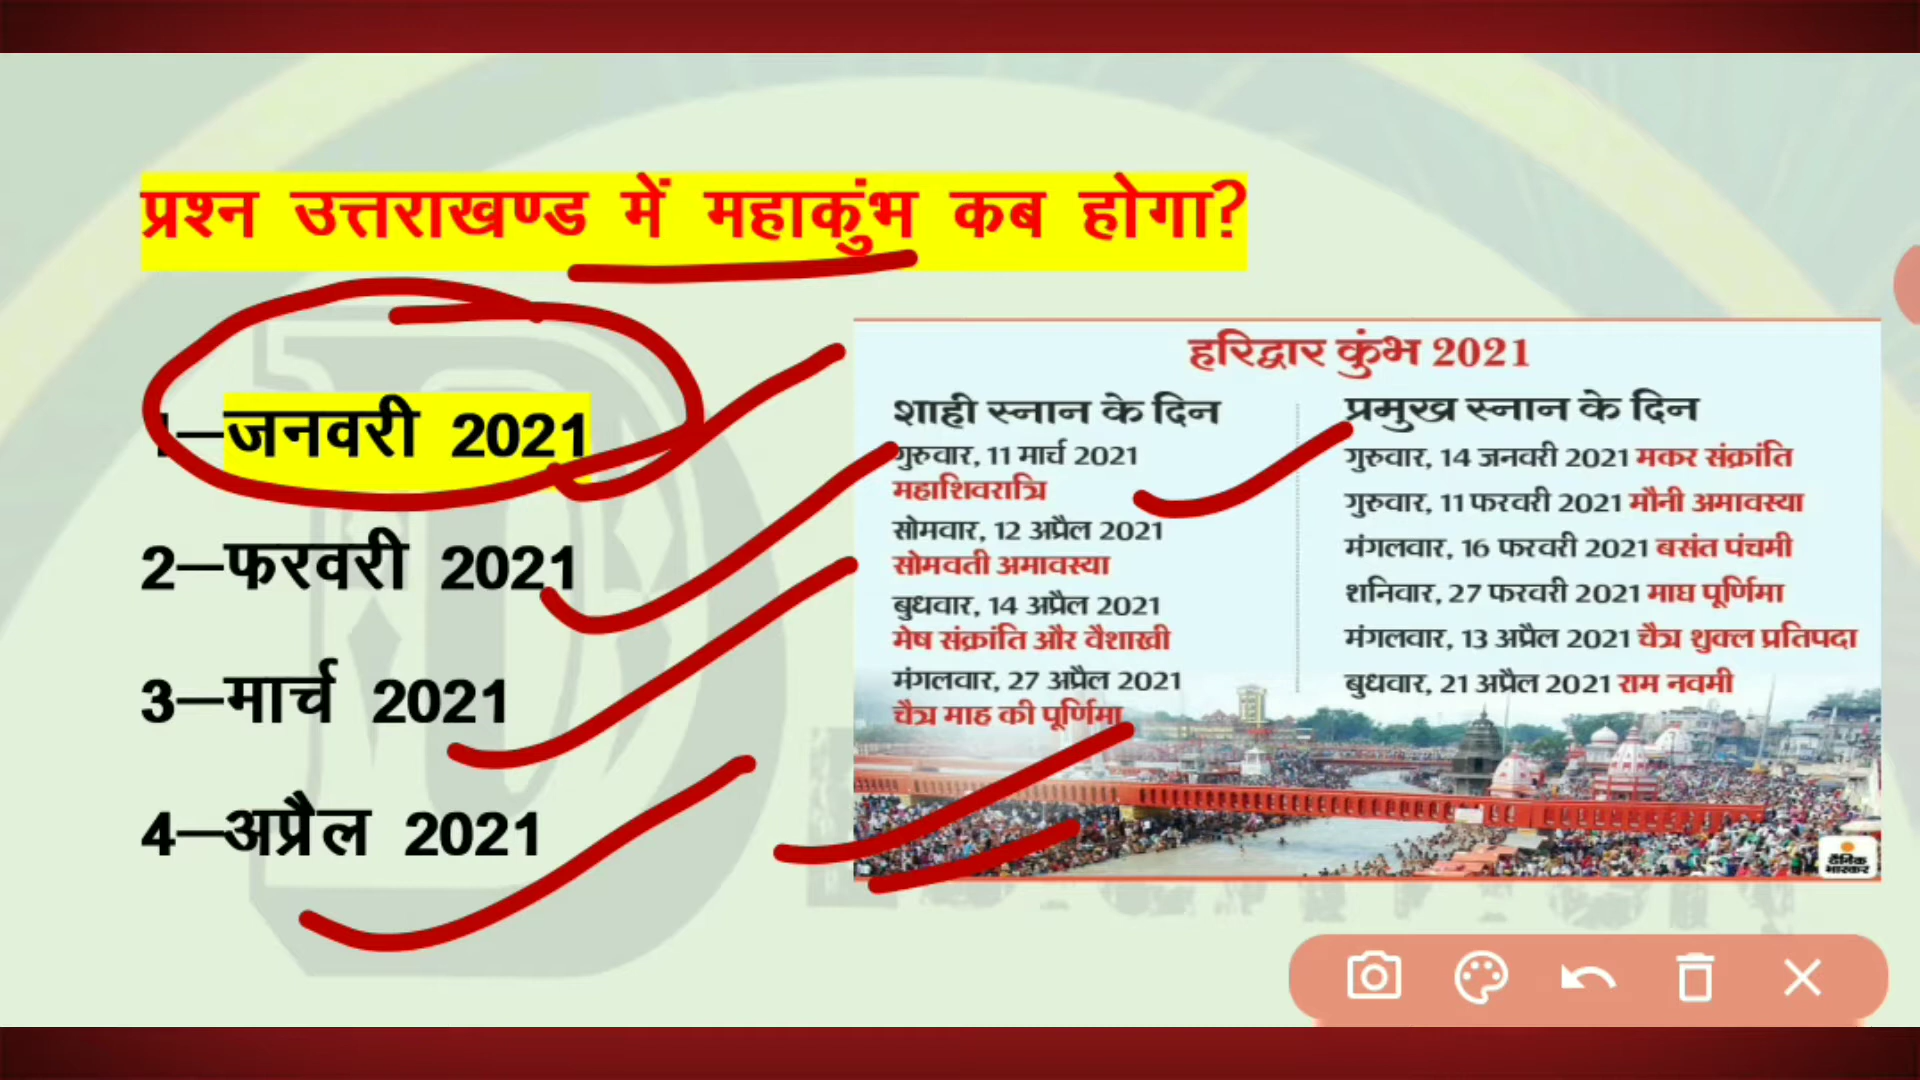 प्रश्न उत्तराखण्ड में महाकुंभ कब होगा?
1–जनवरी 2021
2–फरवरी 2021
3–मार्च 2021
4–अप्रैल 2021
हरिद्वार कुंभ 2021
शाही स्नान के दिन
गुरुवार, 11 मार्च 2021
महाशिवरात्रि
सोमवार, 12 अप्रैल 2021
सोमवती अमावस्या
बुधवार, 14 अप्रैल 2021
मेष संक्रांति और वैशाखी
मंगलवार, 27 अप्रैल 2021
चैत्र माह की पूर्णिमा
प्रमुख स्नान के दिन
गुरुवार, 14 जनवरी 2021 मकर संक्रांति
गुरुवार, 11 फरवरी 2021 मौनी अमावस्या
मंगलवार, 16 फरवरी 2021 बसंत पंचमी
शनिवार, 27 फरवरी 2021 माघ पूर्णिमा
मंगलवार, 13 अप्रैल 2021 चैत्र शुक्ल प्रतिपदा
बुधवार, 21 अप्रैल 2021 राम नवमी
दैनिक
भास्कर